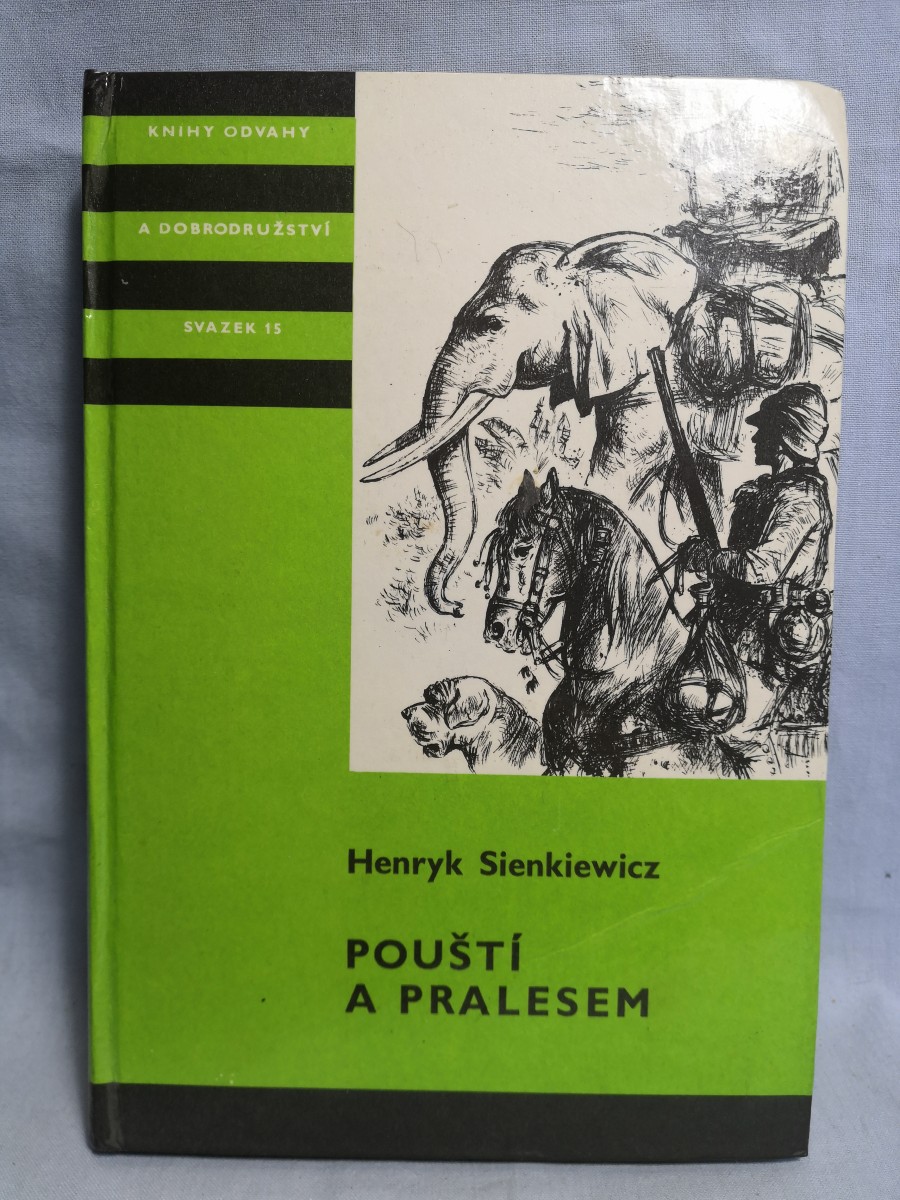 KNIHY ODVAHY
A DOBRODRUŽSTVÍ
SVAZEK 15
Henryk Sienkiewicz
POUŠTÍ
A PRALESEM